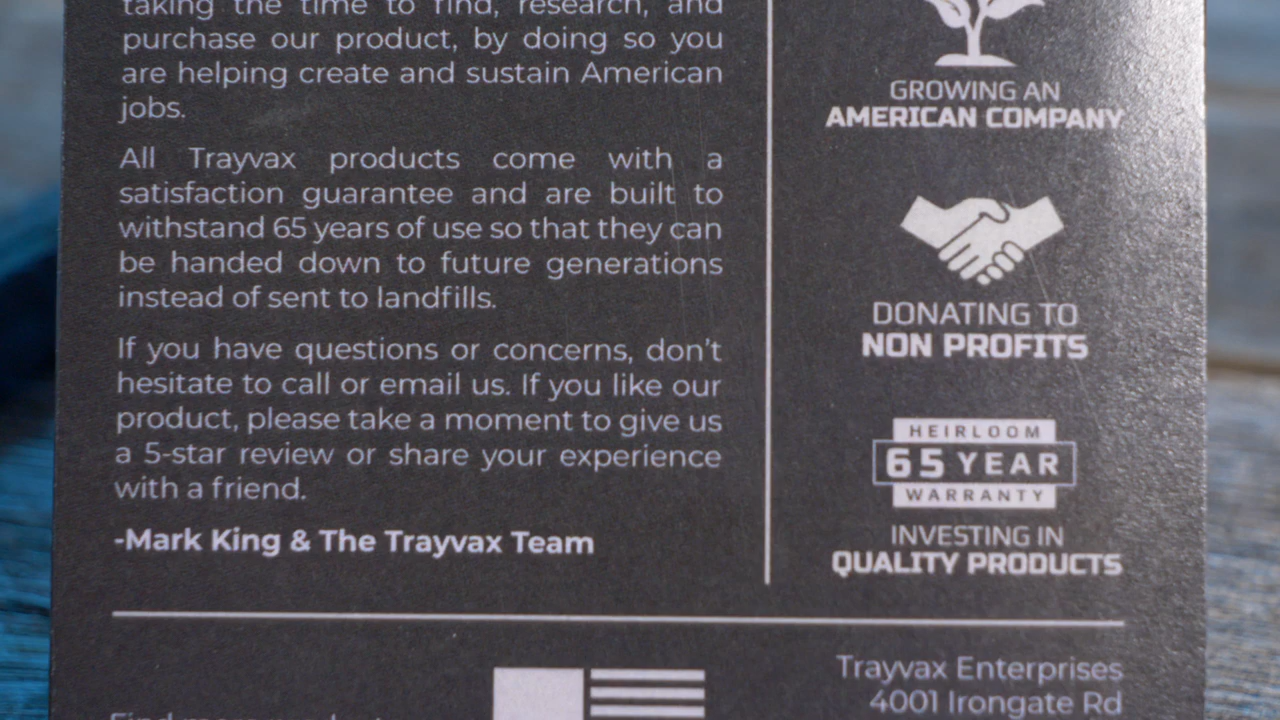 taking the time to find, research, and
purchase our product, by doing so you
are helping create and sustain American
jobs.
All Trayvax products come with a
satisfaction guarantee and are built to
withstand 65 years of use so that they can
be handed down to future generations
instead of sent to landfills.
If you have questions or concerns, don't
hesitate to call or email us. If you like our
product, please take a moment to give us
a 5-star review or share your experience
with a friend.
-Mark King & The Trayvax Team
GROWING AN
AMERICAN COMPANY
DONATING TO
NON PROFITS
HEIRLOOM
65 YEAR
WARRANTY
INVESTING IN
QUALITY PRODUCTS
Trayvax Enterprises
4001 Irongate Rd